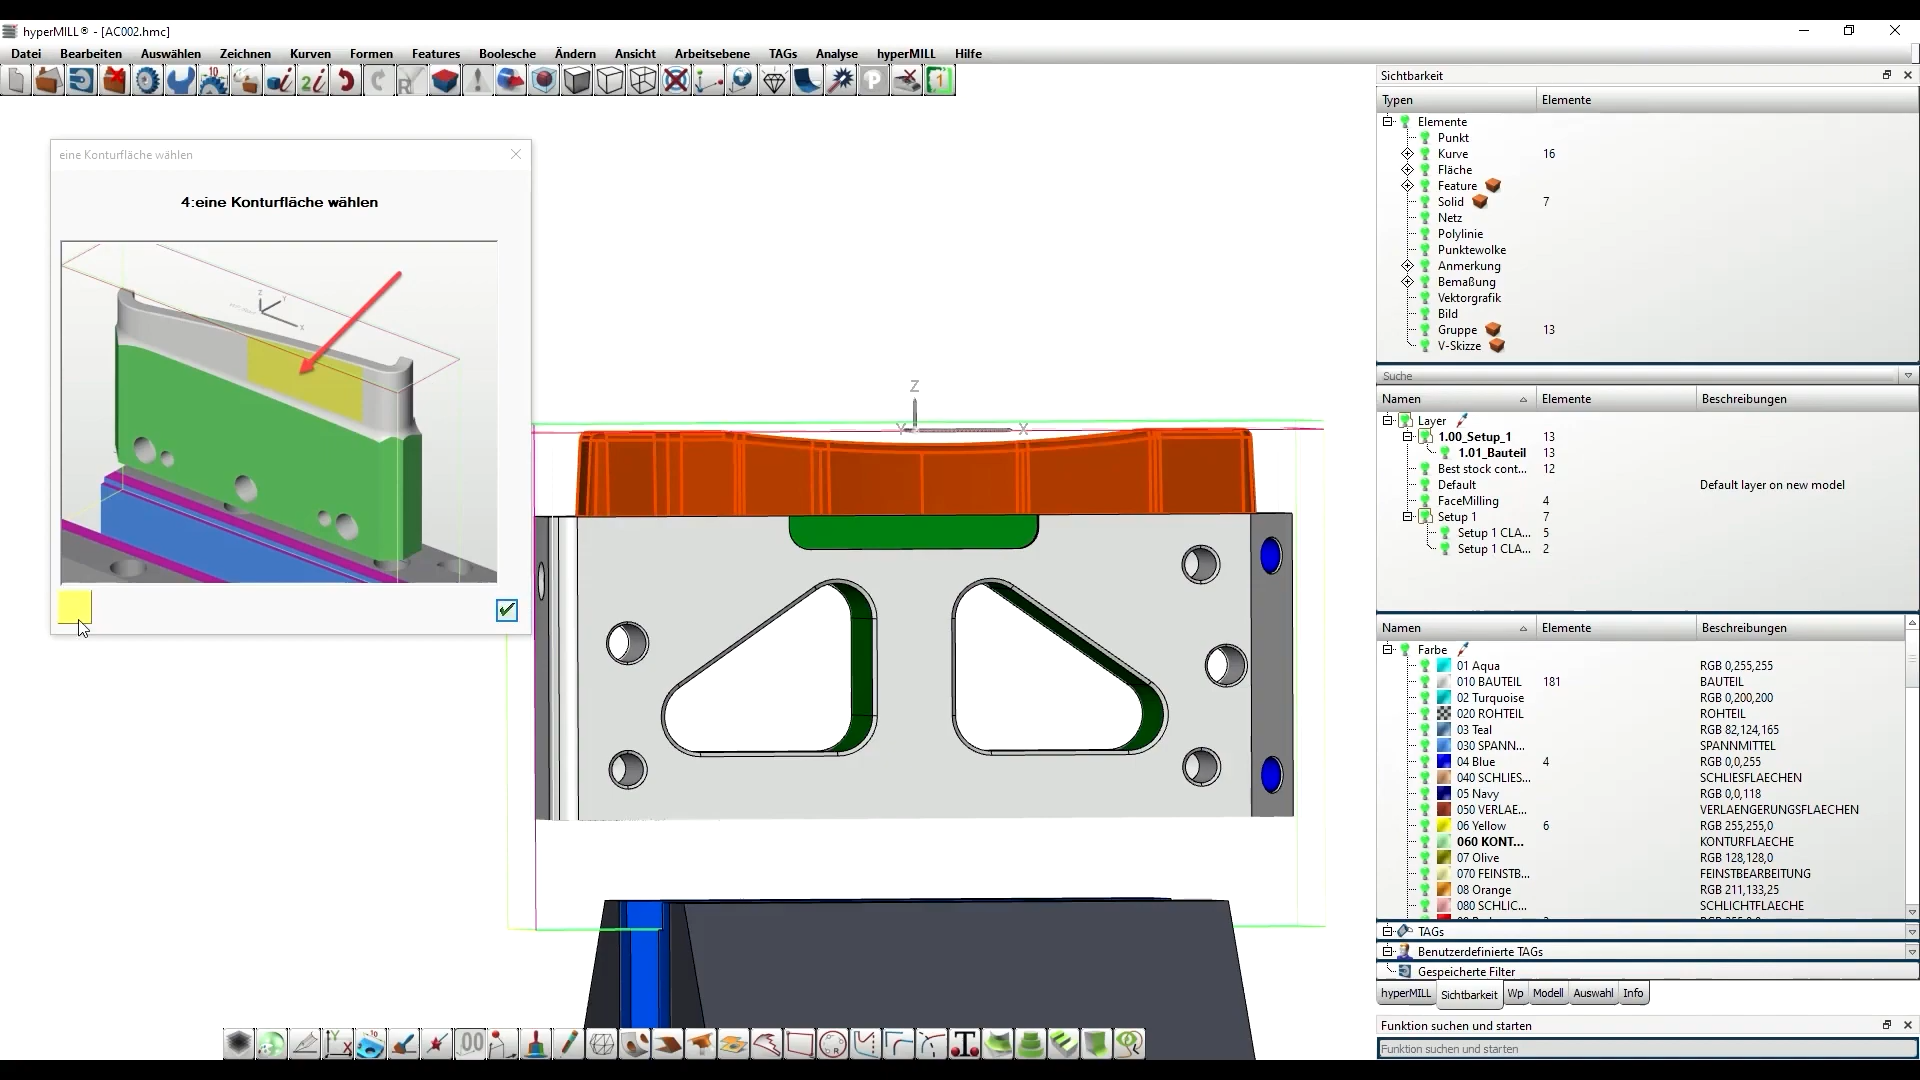 hyperMILL® - [AC002.hmc]
Datei Bearbeiten Auswählen Zeichnen Kurven Formen Features Boolesche Ändern Ansicht Arbeitsebene TAGs Analyse hyperMILL Hilfe
eine Konturfläche wählen
4:eine Konturfläche wählen
Z
Y
X
Z
Y
X
Sichtbarkeit
Typen Elemente
Elemente
Punkt
Kurve 16
Fläche
Feature
Solid 7
Netz
Polylinie
Punktewolke
Anmerkung
Bemaßung
Vektorgrafik
Bild
Gruppe 13
V-Skizze
Suche
Namen Elemente Beschreibungen
Layer
1.00_Setup_1 13
1.01_Bauteil 13
Best stock cont... 12
Default Default layer on new model
FaceMilling 4
Setup 1 7
Setup 1 CLA... 5
Setup 1 CLA... 2
Namen Elemente Beschreibungen
Farbe
01 Aqua RGB 0,255,255
010 BAUTEIL 181 BAUTEIL
02 Turquoise RGB 0,200,200
020 ROHTEIL ROHTEIL
03 Teal RGB 82,124,165
030 SPANN... SPANNMITTEL
04 Blue 4 RGB 0,0,255
040 SCHLIES... SCHLIESFLAECHEN
05 Navy RGB 0,0,118
050 VERLAE... VERLAENGERUNGSFLAECHEN
06 Yellow 6 RGB 255,255,0
060 KONT... KONTURFLAECHE
07 Olive RGB 128,128,0
070 FEINSTB... FEINSTBEARBEITUNG
08 Orange RGB 211,133,25
080 SCHLIC... SCHLICHTFLAECHE
TAGs
Benutzerdefinierte TAGs
Gespeicherte Filter
hyperMILL Sichtbarkeit Wp Modell Auswahl Info
Funktion suchen und starten
Funktion suchen und starten